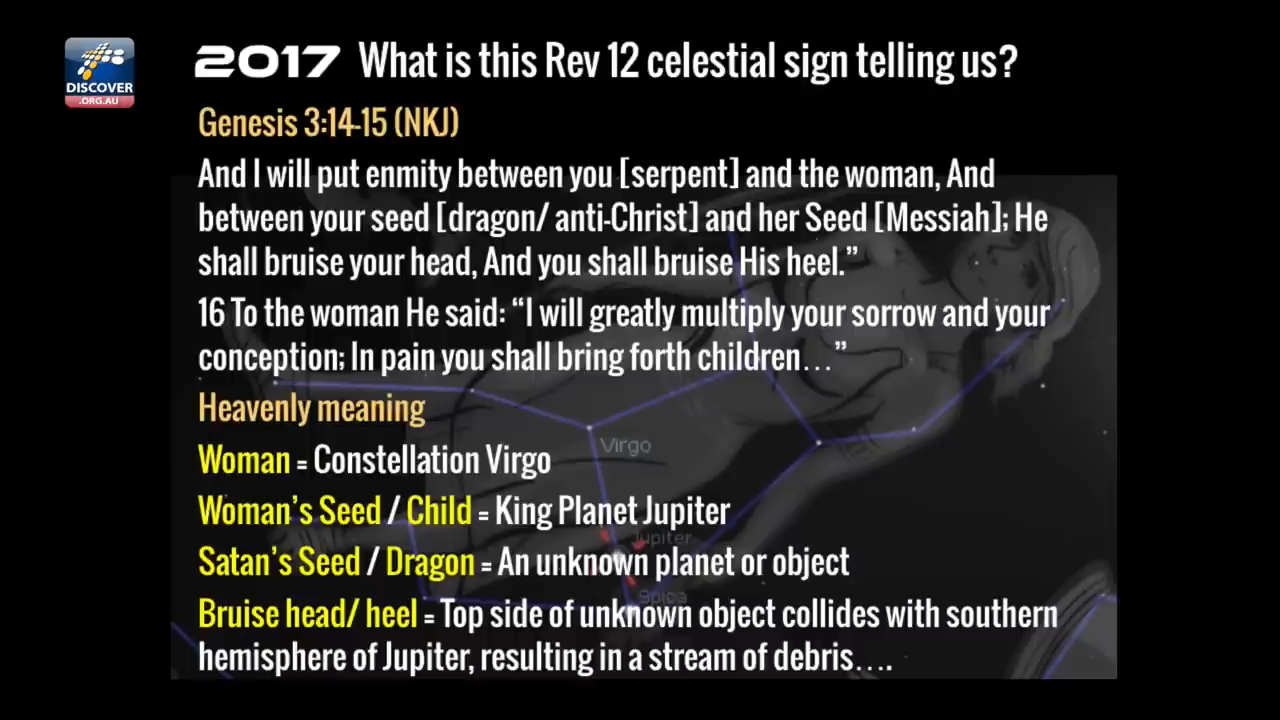 DISCOVER
.ORG.AU
2017 What is this Rev 12 celestial sign telling us?
Genesis 3:14-15 (NKJ)
And I will put enmity between you [serpent] and the woman, And
between your seed [dragon/ anti-Christ] and her Seed [Messiah]; He
shall bruise your head, And you shall bruise His heel.”
16 To the woman He said: “I will greatly multiply your sorrow and your
conception; In pain you shall bring forth children…”
Heavenly meaning
Virgo
Woman = Constellation Virgo
Woman’s Seed / Child = King Planet Jupiter
Jupiter
Satan’s Seed / Dragon = An unknown planet or object
Spica
Bruise head/ heel = Top side of unknown object collides with southern
hemisphere of Jupiter, resulting in a stream of debris….